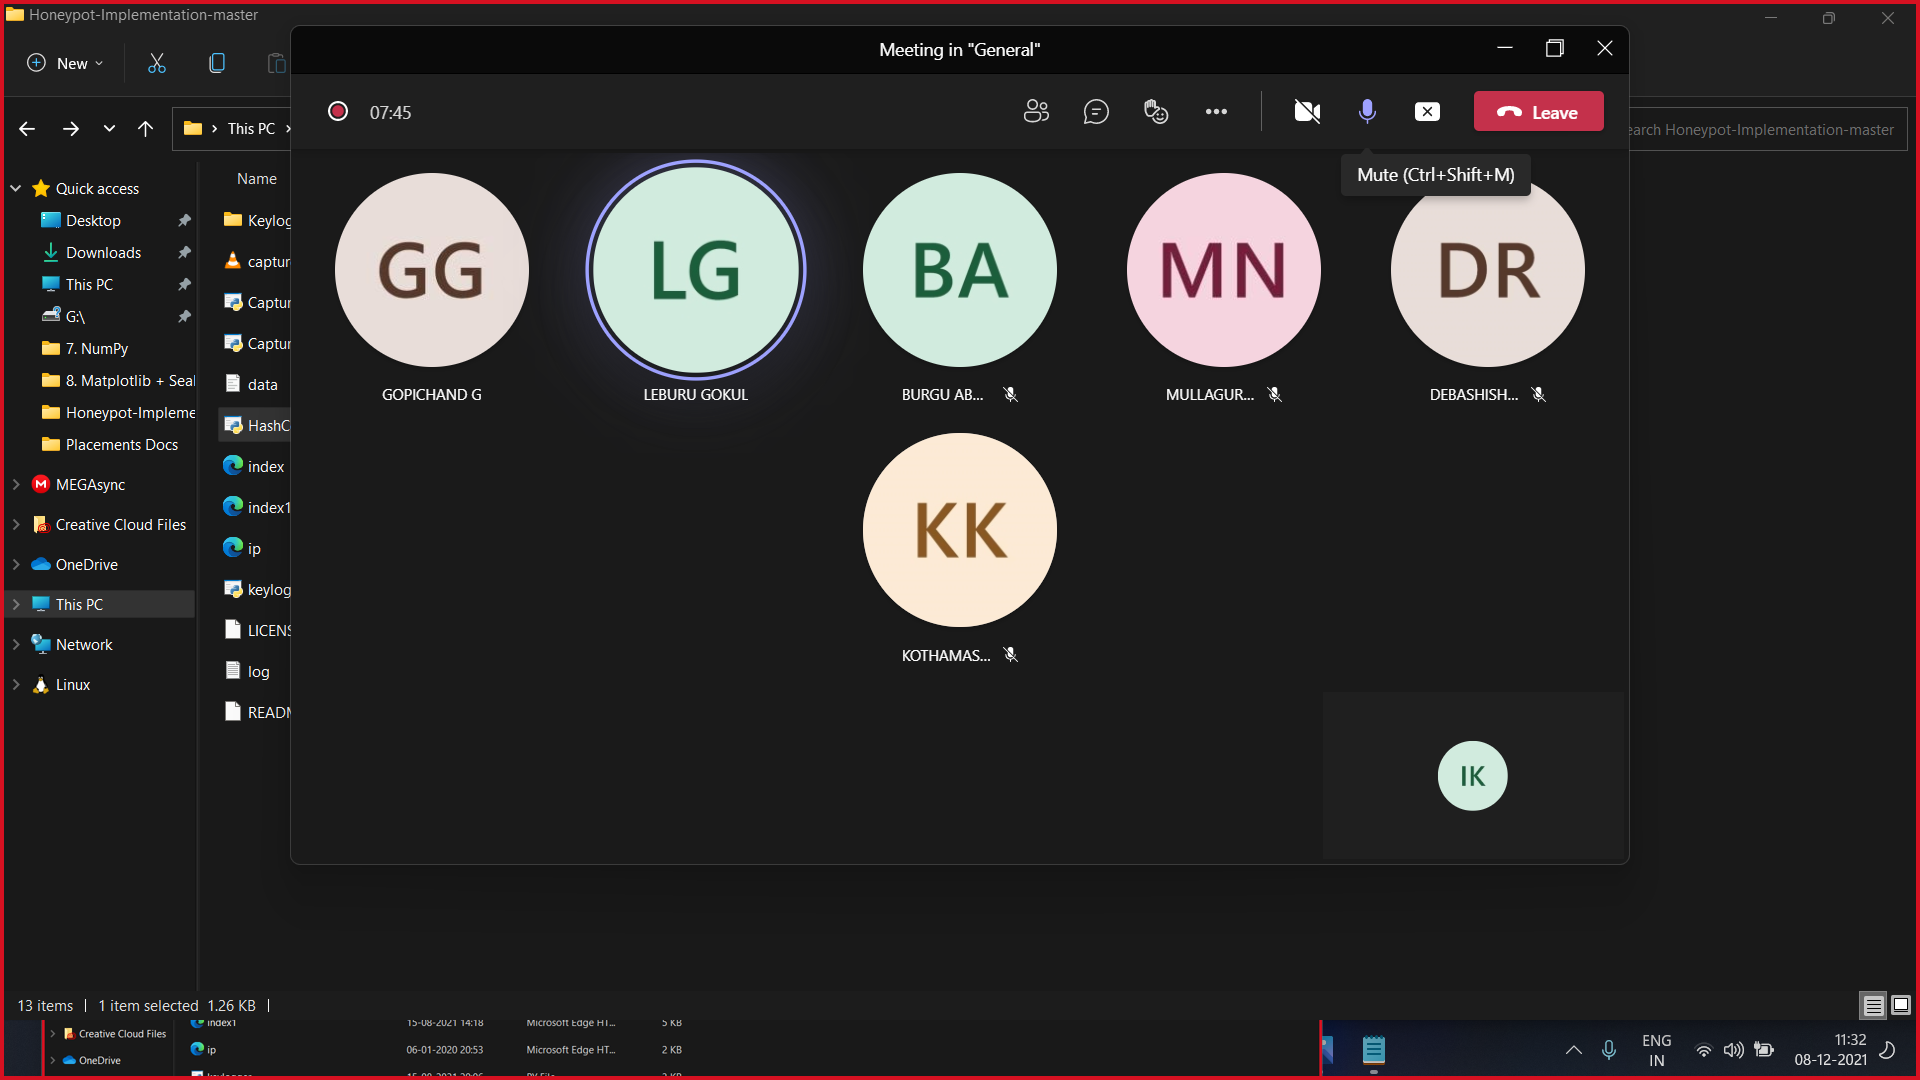 Honeypot-Implementation-master
New
This PC
earch Honeypot-Implementation-master
Meeting in "General"
07:45
Leave
Mute (Ctrl+Shift+M)
Quick access
Desktop
Downloads
This PC
G:\
7. NumPy
8. Matplotlib + Seal
Honeypot-Impleme
Placements Docs
MEGAsync
Creative Cloud Files
OneDrive
This PC
Network
Linux
Name
Keylog
captur
Captur
Captur
data
HashC
index
index1
ip
keylog
LICENS
log
READM
GG
LG
BA
MN
DR
GOPICHAND G
LEBURU GOKUL
BURGU AB...
MULLAGUR...
DEBASHISH...
KK
KOTHAMAS...
IK
13 items
1 item selected 1.26 KB
Creative Cloud Files
OneDrive
index1 15-08-2021 14:18 Microsoft Edge HT... 5 KB
ip 06-01-2020 20:53 Microsoft Edge HT... 2 KB
ENG
IN
11:32
08-12-2021